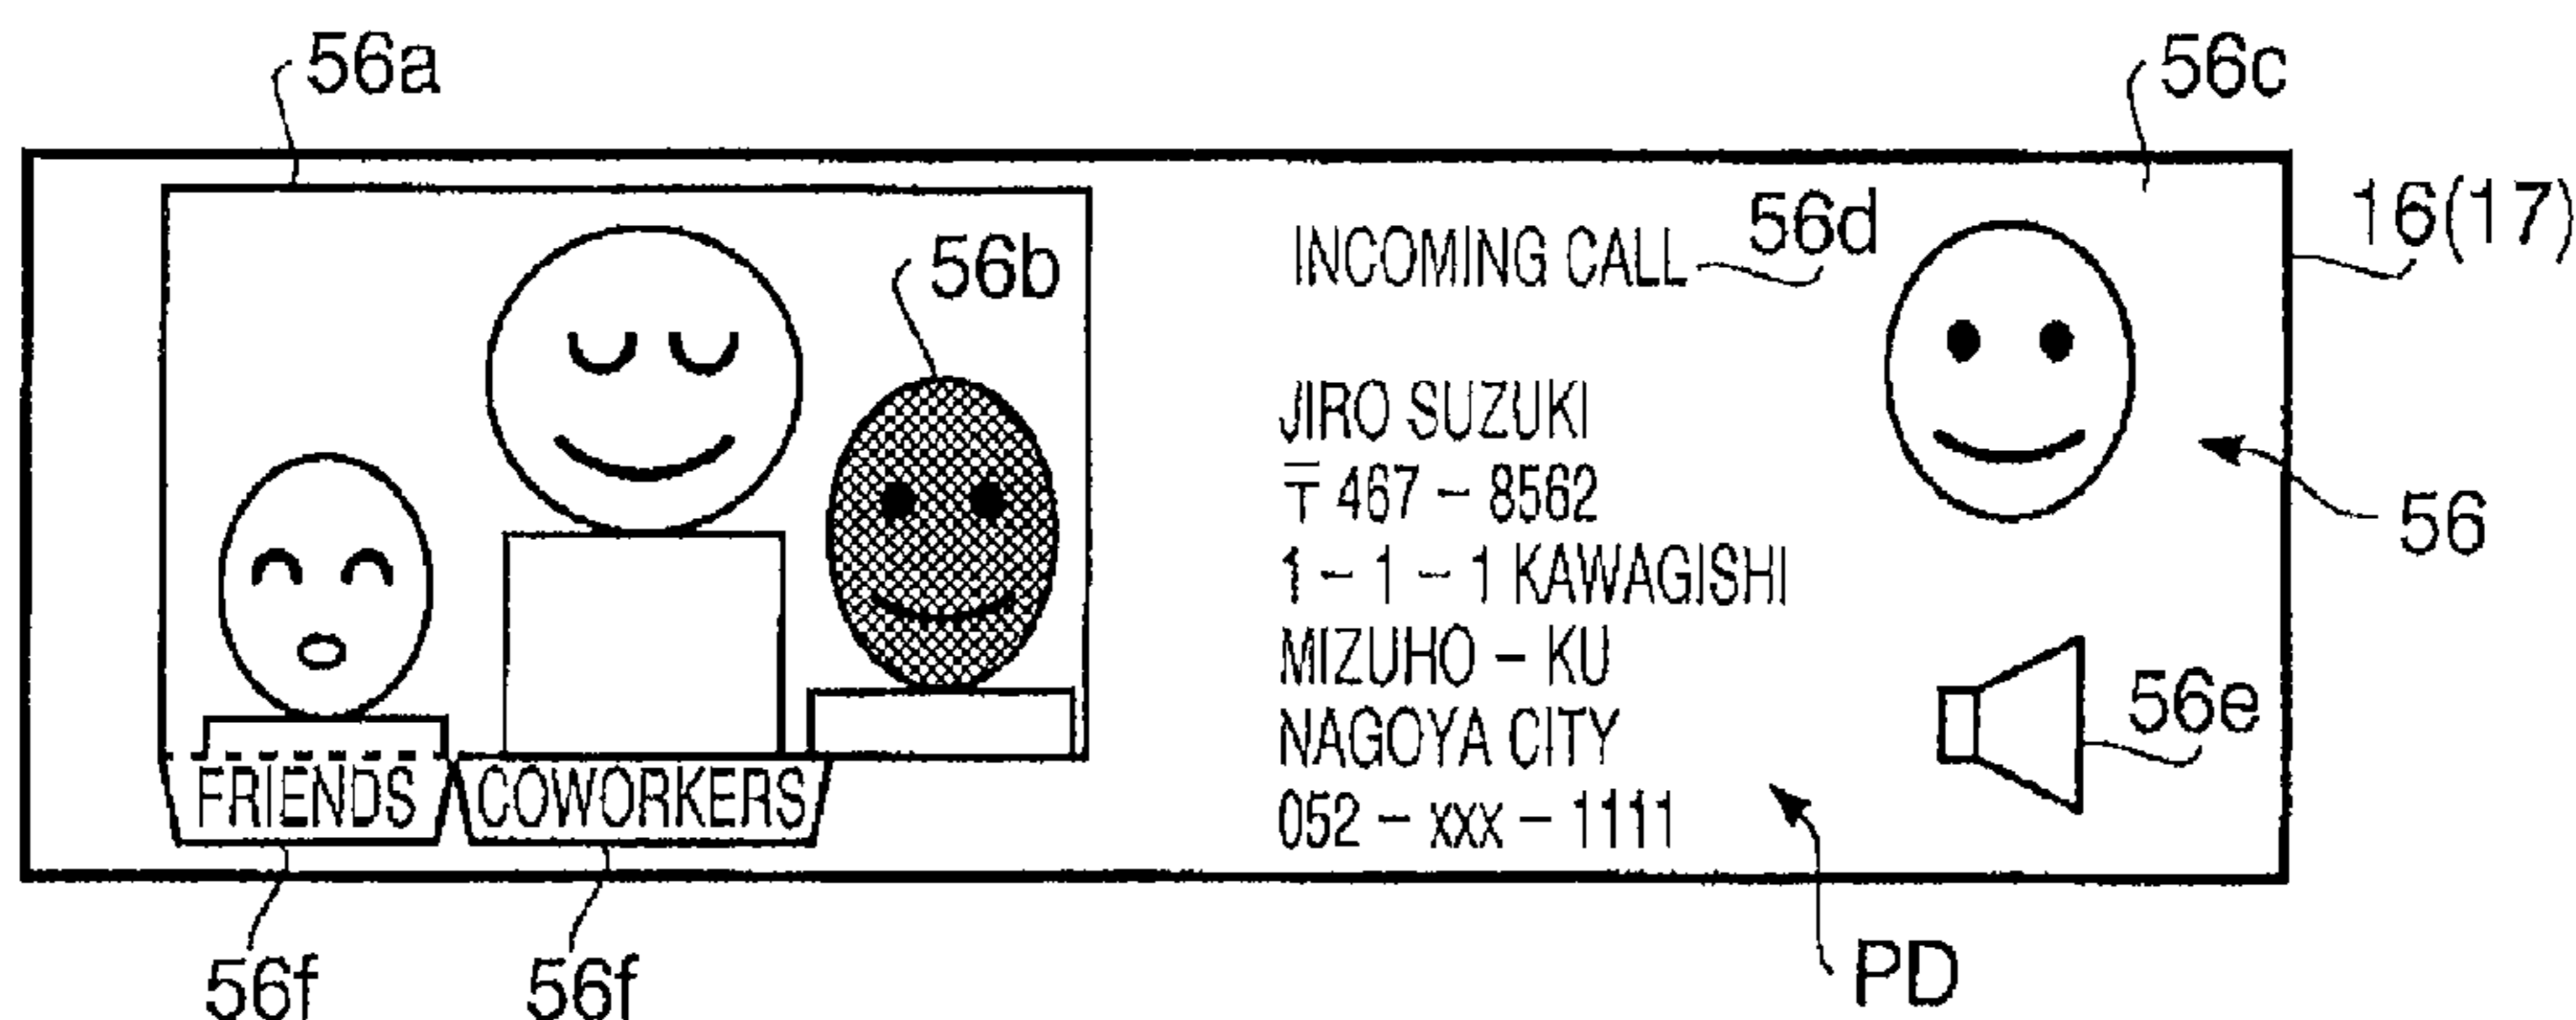 56a
56c
16(17)
56b
INCOMING CALL
56d
JIRO SUZUKI
〒 467 – 8562
1 – 1 – 1 KAWAGISHI
MIZUHO – KU
NAGOYA CITY
052 – xxx – 1111
56
56e
FRIENDS
COWORKERS
56f
56f
PD